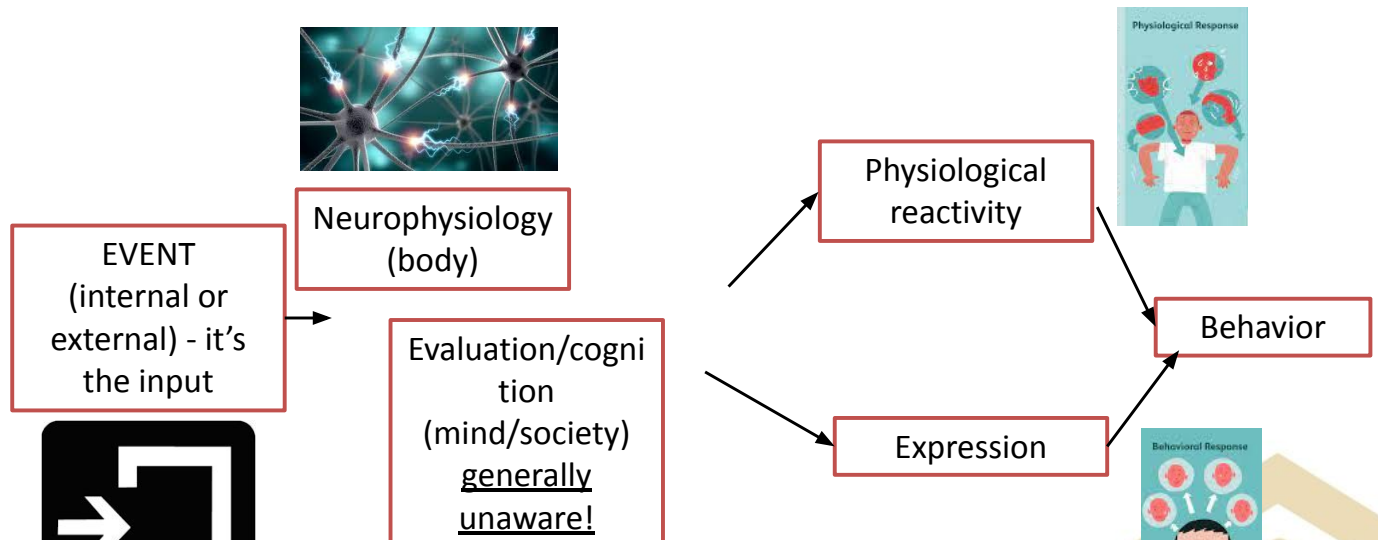 Physiological Response
Neurophysiology
(body)
Physiological
reactivity
EVENT
(internal or
external) - it’s
the input
Evaluation/cogni
tion
(mind/society)
generally
unaware!
Behavior
Expression
Behavioral Response